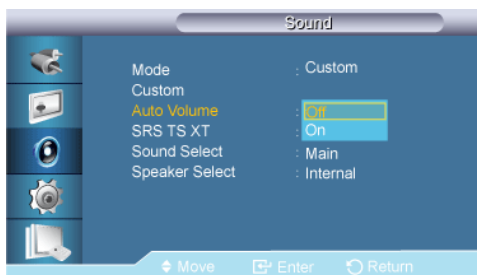 Sound
Mode : Custom
Custom
Auto Volume : Off
SRS TS XT : On
Sound Select : Main
Speaker Select : Internal
Move Enter Return